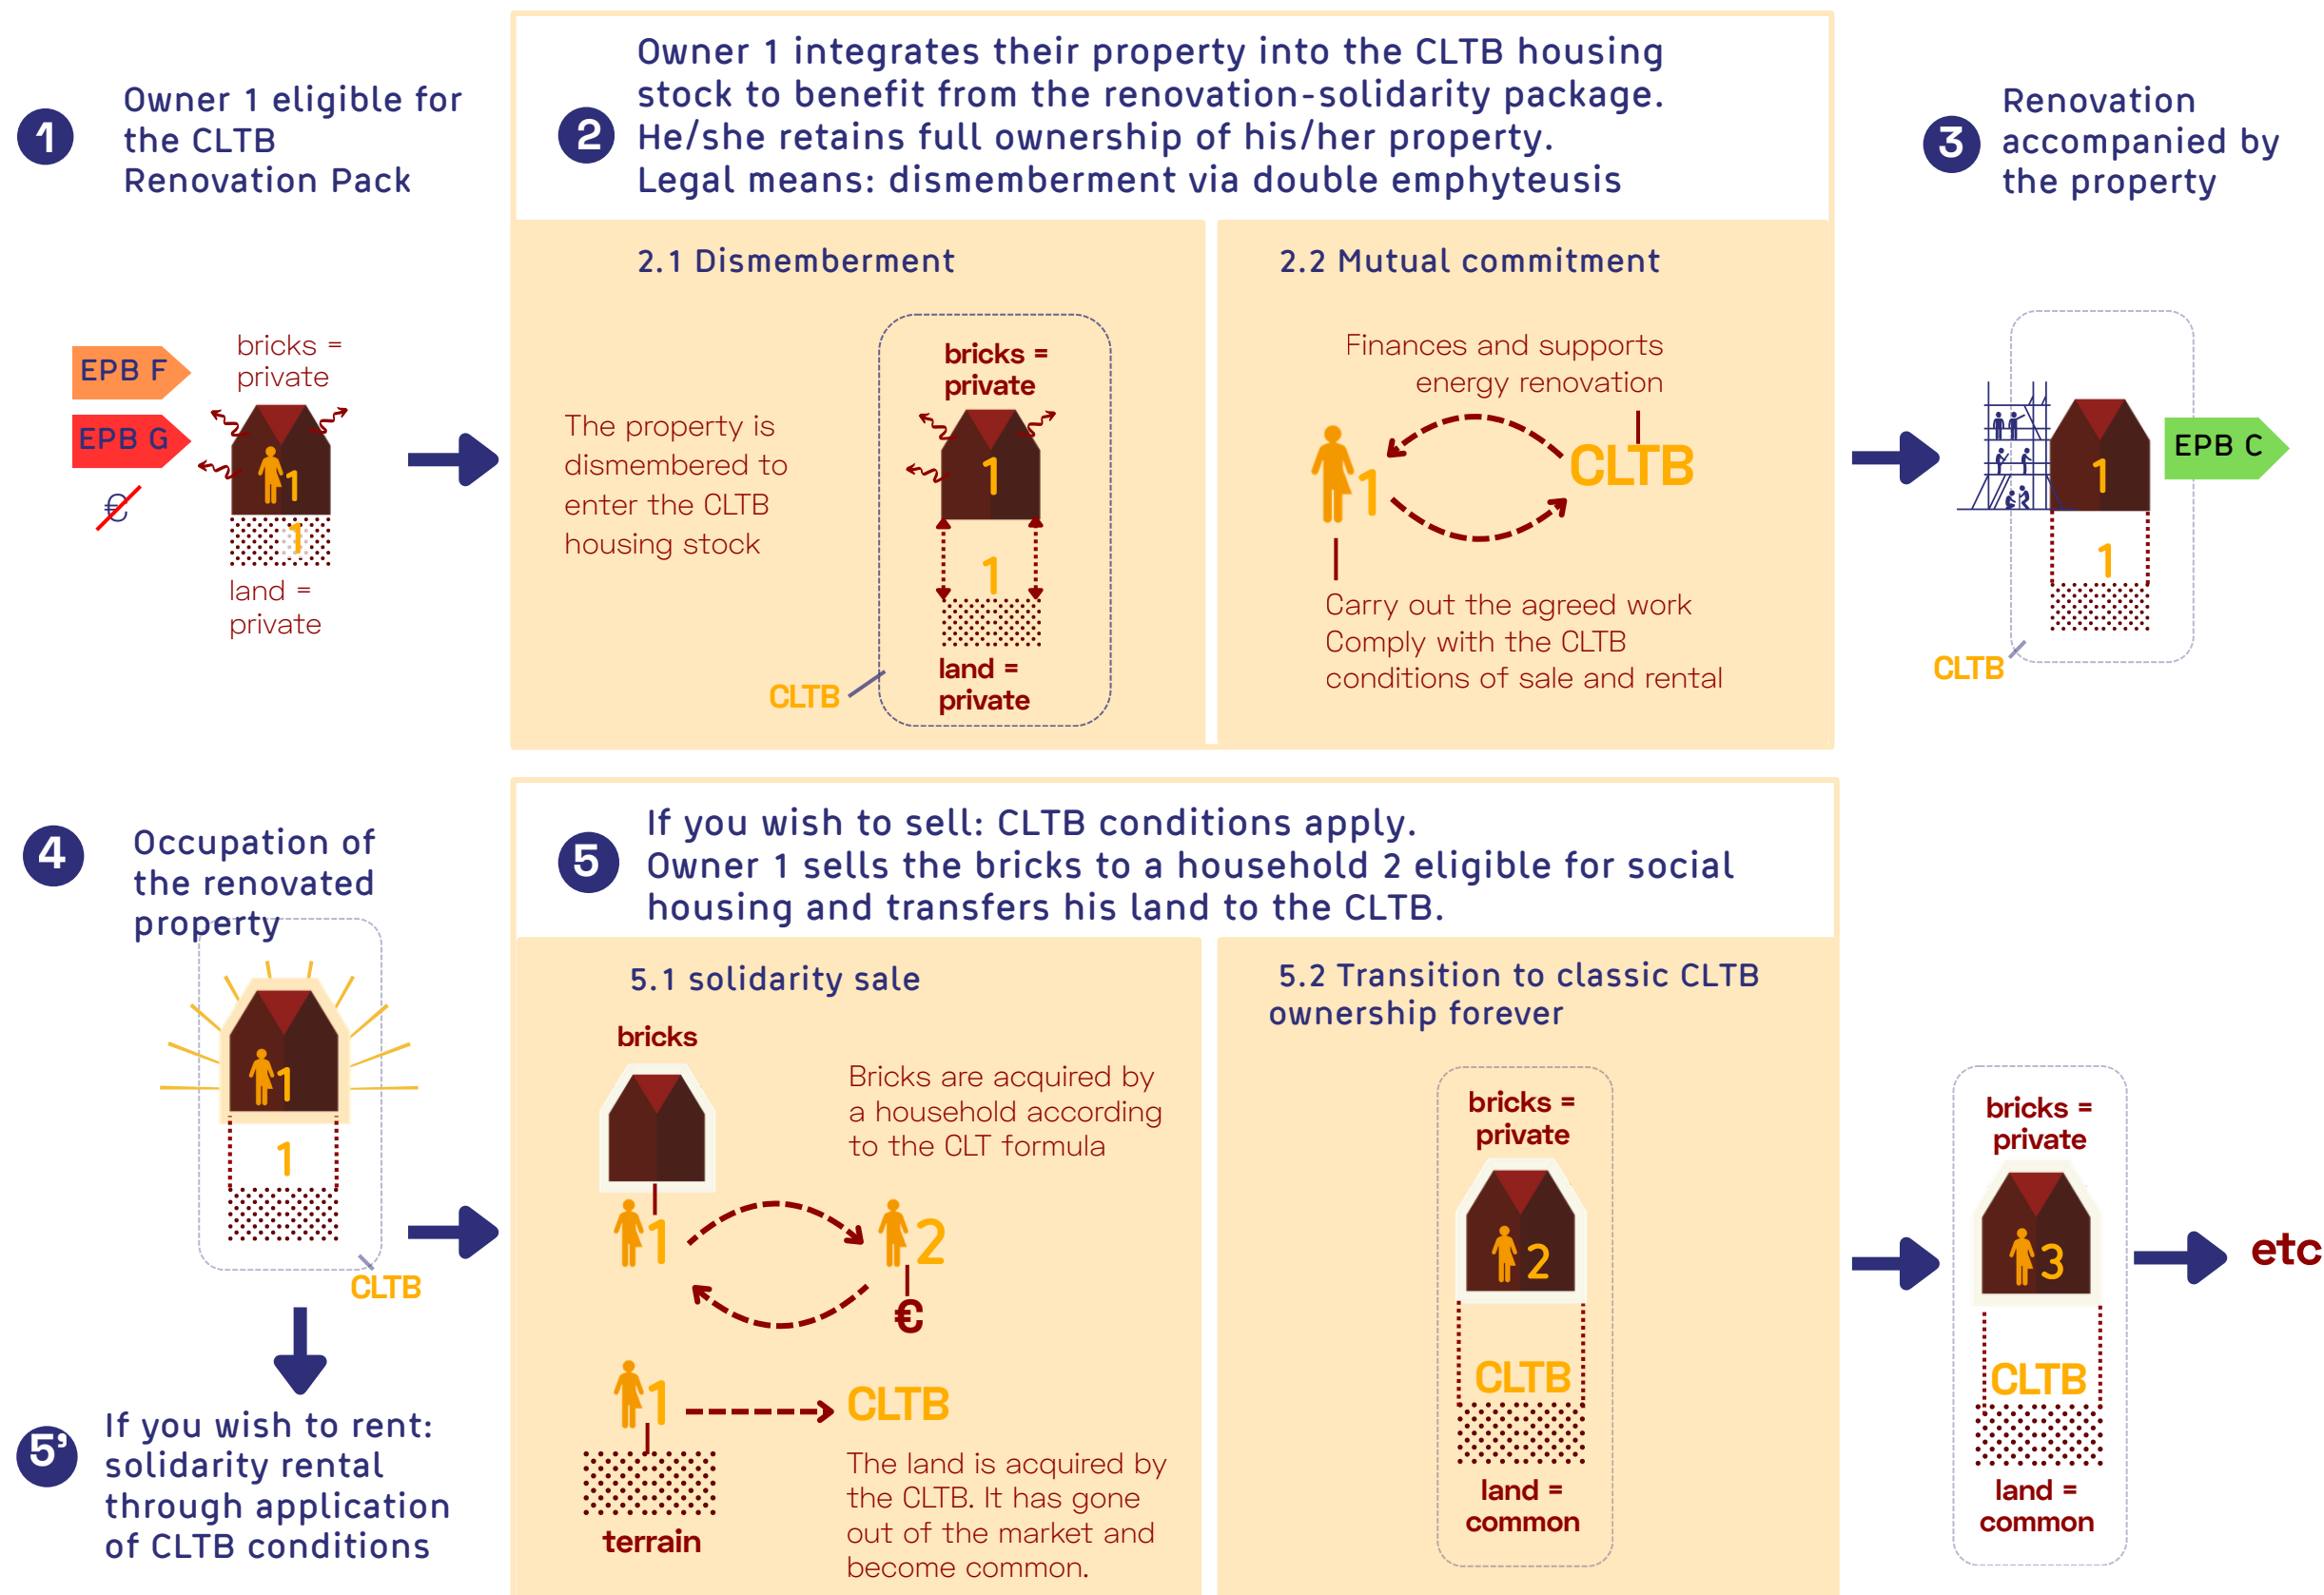 1
Owner 1 eligible for
the CLTB
Renovation Pack
EPB F
EPB G
€
bricks =
private
1
1
land =
private
2
Owner 1 integrates their property into the CLTB housing
stock to benefit from the renovation-solidarity package.
He/she retains full ownership of his/her property.
Legal means: dismemberment via double emphyteusis
2.1 Dismemberment
The property is
dismembered to
enter the CLTB
housing stock
bricks =
private
1
1
land =
private
CLTB
2.2 Mutual commitment
Finances and supports
energy renovation
1
CLTB
Carry out the agreed work
Comply with the CLTB
conditions of sale and rental
3
Renovation
accompanied by
the property
1
EPB C
1
CLTB
4
Occupation of
the renovated
property
1
1
CLTB
5’
If you wish to rent:
solidarity rental
through application
of CLTB conditions
5
If you wish to sell: CLTB conditions apply.
Owner 1 sells the bricks to a household 2 eligible for social
housing and transfers his land to the CLTB.
5.1 solidarity sale
bricks
Bricks are acquired by
a household according
to the CLT formula
1
2
€
1
CLTB
terrain
The land is acquired by
the CLTB. It has gone
out of the market and
become common.
5.2 Transition to classic CLTB
ownership forever
bricks =
private
2
CLTB
land =
common
bricks =
private
3
CLTB
land =
common
etc